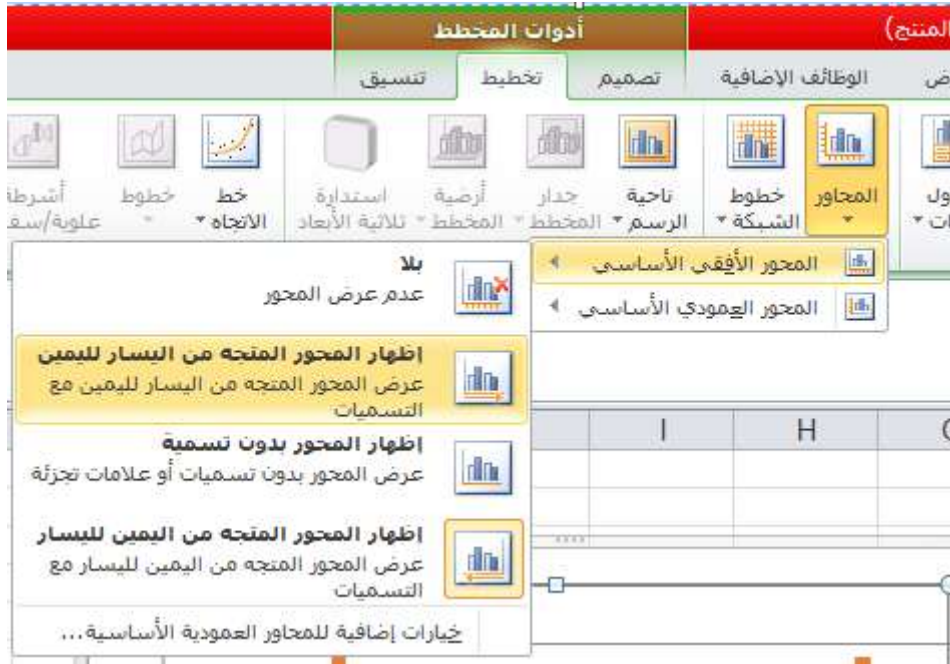 أدوات المخطط
المنتج)
الوظائف الإضافية
تصميم
تخطيط
تنسيق
المحاور
خطوط
الشبكة
ناحية
الرسم
جدار
المخطط
أرضية
المخطط
استدارة
ثلاثية الأبعاد
خط
الاتجاه
خطوط
المحور الأفقي الأساسي
المحور العمودي الأساسي
بلا
عدم عرض المحور
إظهار المحور المتجه من اليسار لليمين
عرض المحور المتجه من اليسار لليمين مع
التسميات
إظهار المحور بدون تسمية
عرض المحور بدون تسميات أو علامات تجزئة
إظهار المحور المتجه من اليمين لليسار
عرض المحور المتجه من اليمين لليسار مع
التسميات
خيارات إضافية للمحاور العمودية الأساسية...
H
I